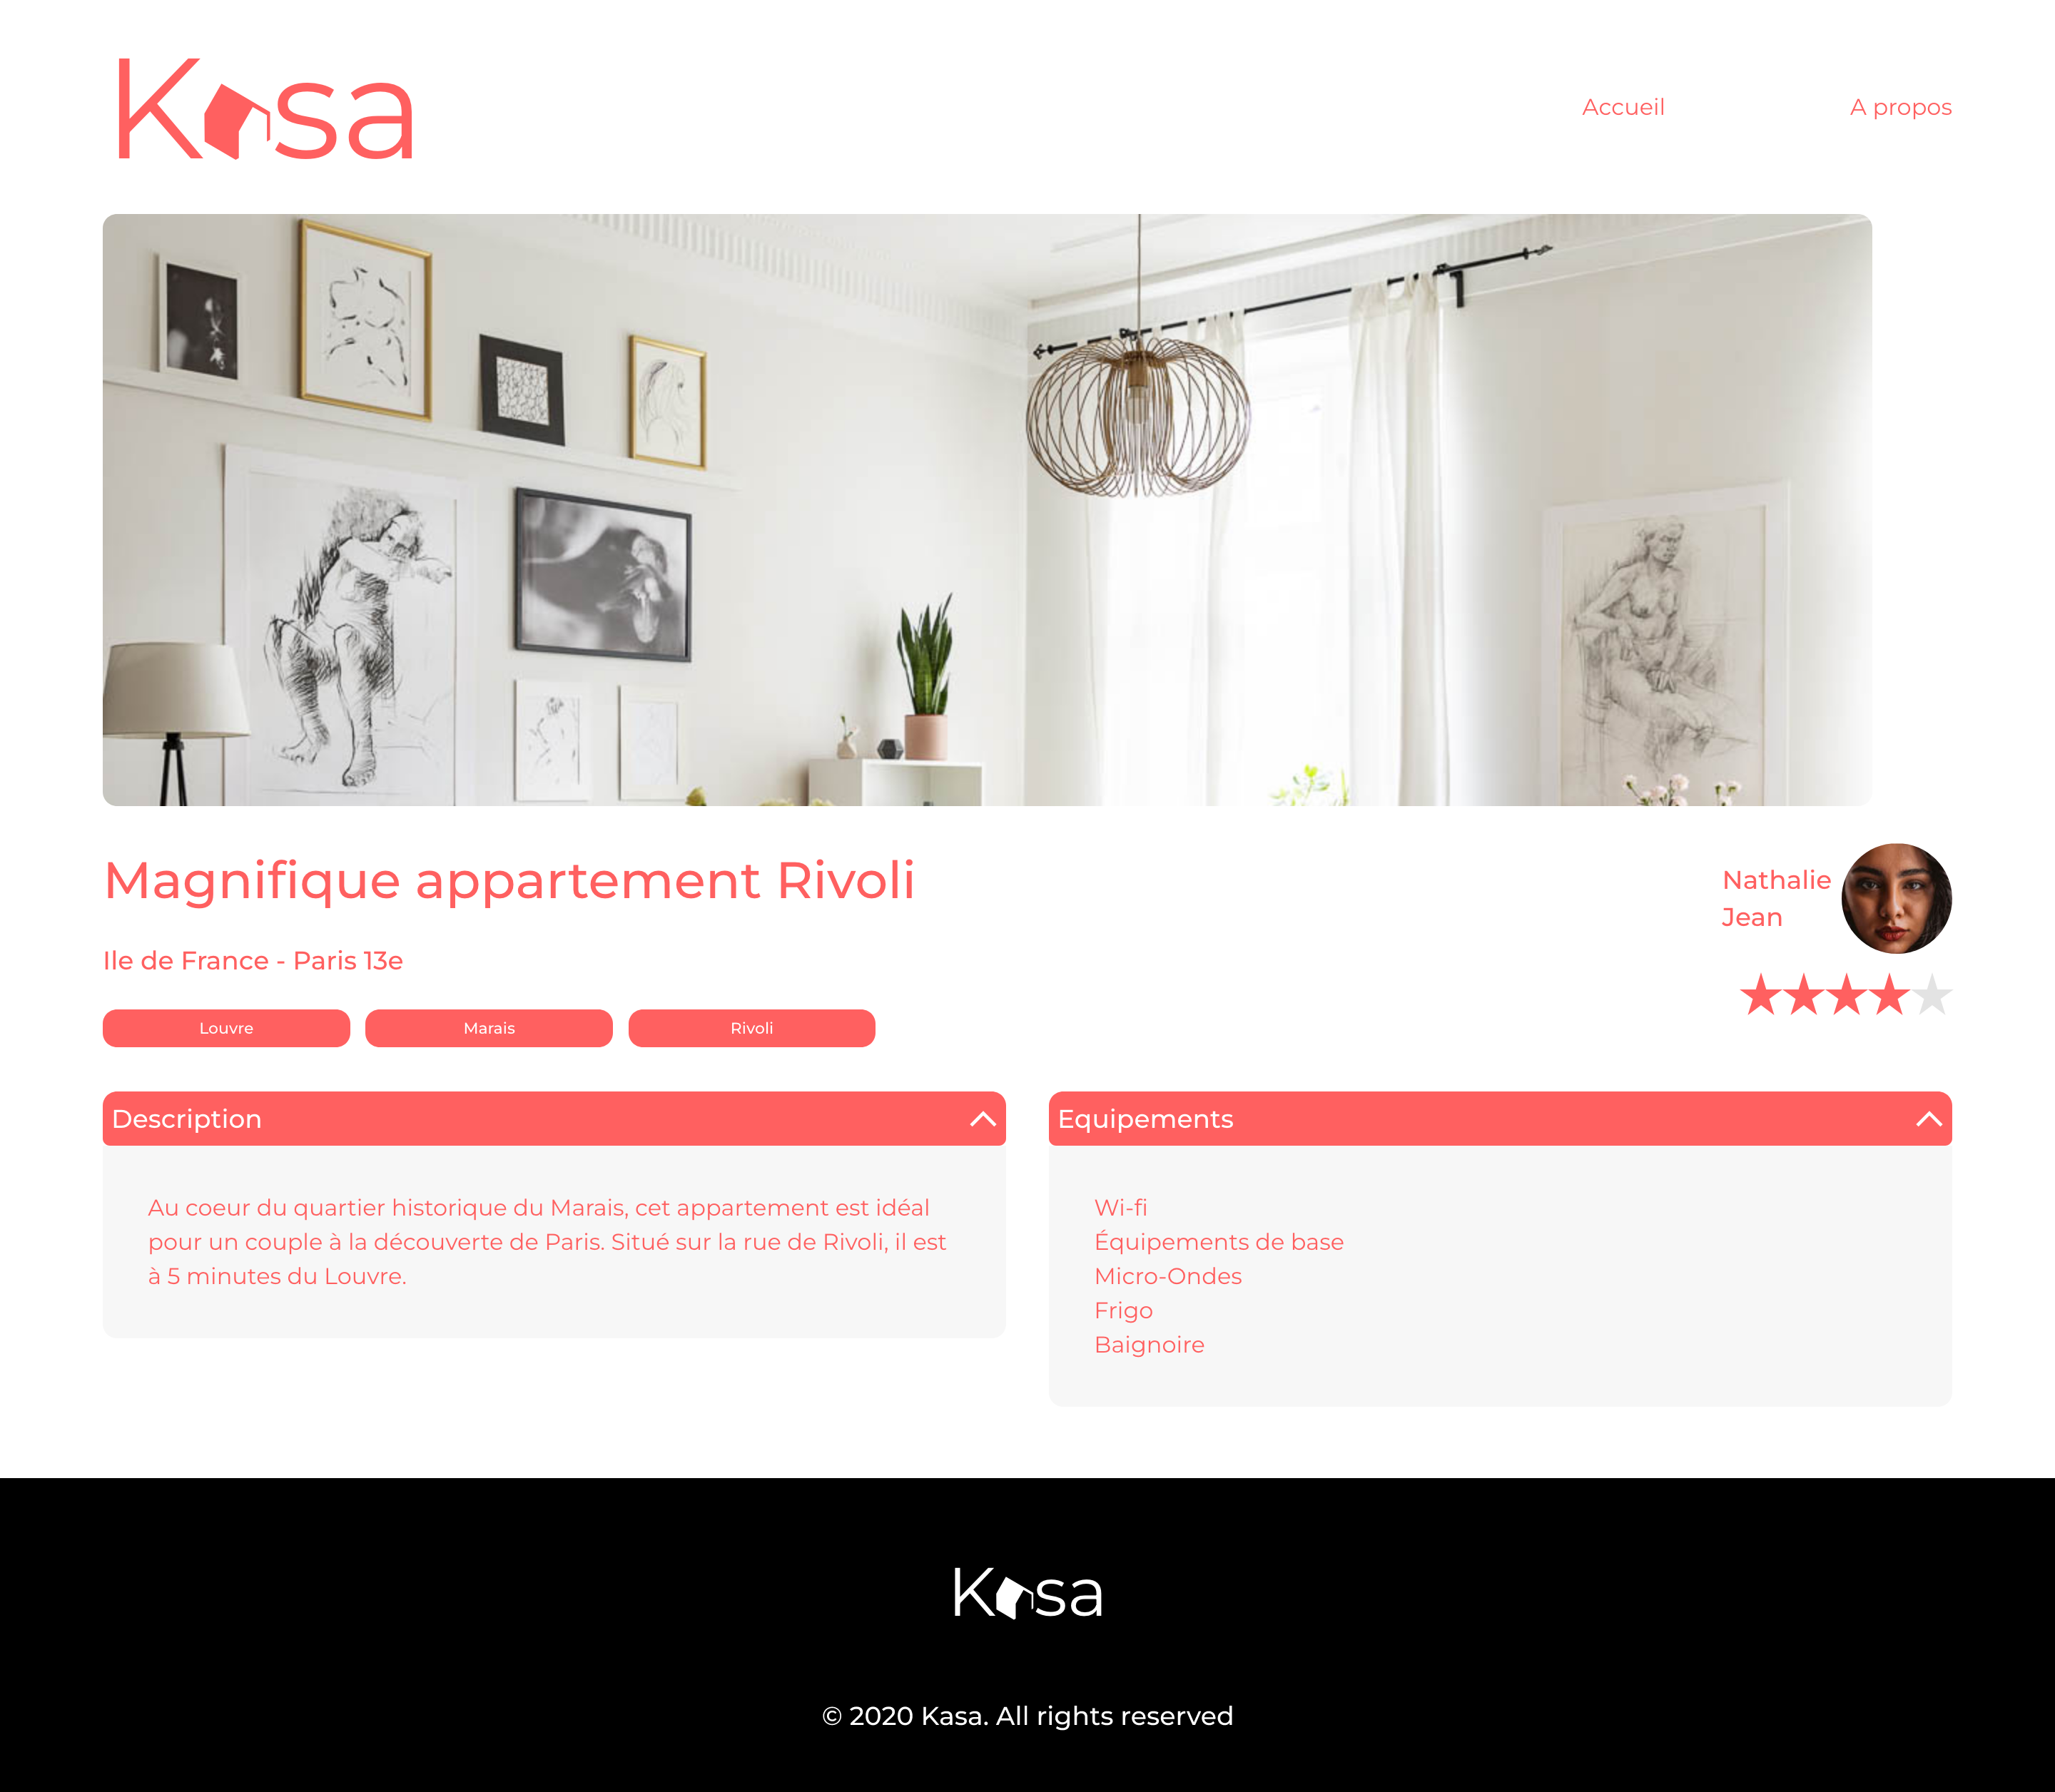 Kasa
Accueil
A propos
Magnifique appartement Rivoli
Nathalie
Jean
Ile de France - Paris 13e
Louvre
Marais
Rivoli
Description
Au coeur du quartier historique du Marais, cet appartement est idéal
pour un couple à la découverte de Paris. Situé sur la rue de Rivoli, il est
à 5 minutes du Louvre.
Equipements
Wi-fi
Équipements de base
Micro-Ondes
Frigo
Baignoire
Kasa
© 2020 Kasa. All rights reserved